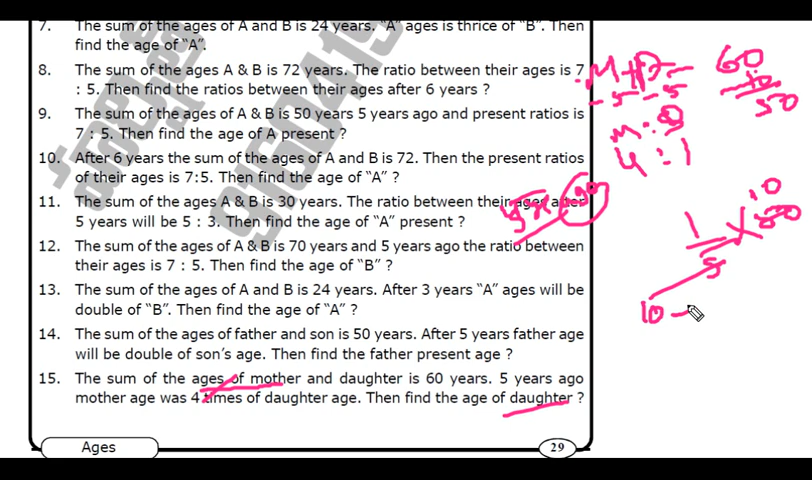 7. The sum of the ages of A and B is 24 years. "A" ages is thrice of "B". Then
find the age of "A".
8. The sum of the ages A & B is 72 years. The ratio between their ages is 7
: 5. Then find the ratios between their ages after 6 years ?
9. The sum of the ages of A & B is 50 years 5 years ago and present ratios is
7 : 5. Then find the age of A present ?
10. After 6 years the sum of the ages of A and B is 72. Then the present ratios
of their ages is 7:5. Then find the age of "A" ?
11. The sum of the ages A & B is 30 years. The ratio between their ages after
5 years will be 5 : 3. Then find the age of "A" present ?
12. The sum of the ages of A & B is 70 years and 5 years ago the ratio between
their ages is 7 : 5. Then find the age of "B" ?
13. The sum of the ages of A and B is 24 years. After 3 years "A" ages will be
double of "B". Then find the age of "A" ?
14. The sum of the ages of father and son is 50 years. After 5 years father age
will be double of son's age. Then find the father present age ?
15. The sum of the ages of mother and daughter is 60 years. 5 years ago
mother age was 4 times of daughter age. Then find the age of daughter ?
Ages
29
M + D = 60
- 5 - 5 10
50
M : D
4 : 1
10
1 × 50
5
10 -